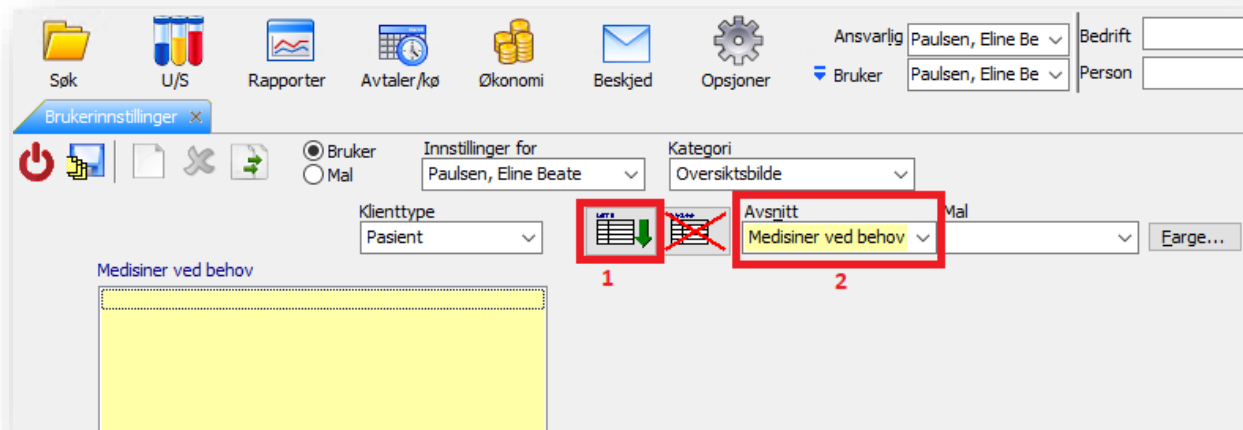 Søk
U/S
Rapporter
Avtaler/kø
Økonomi
Beskjed
Opsjoner
Ansvarlig Paulsen, Eline Be
Bedrift
Bruker Paulsen, Eline Be
Person
Brukerinnstillinger
Bruker
Mal
Innstillinger for
Paulsen, Eline Beate
Kategori
Oversiktsbilde
Klienttype
Pasient
Avsnitt
Medisiner ved behov
Mal
Farge...
1
2
Medisiner ved behov